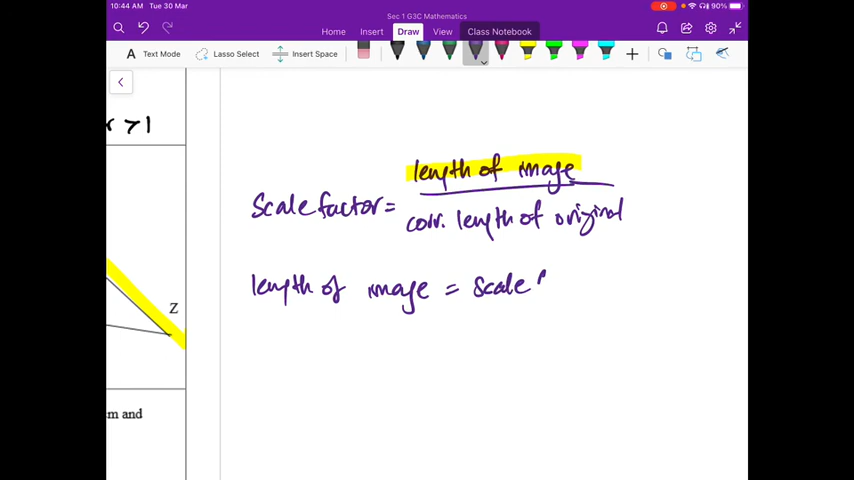 10:44 AM Tue 30 Mar
90%
Sec 1 G3C Mathematics
Home Insert Draw View Class Notebook
Text Mode Lasso Select Insert Space
>1
length of image
Scale factor =
corr. length of original
length of image = Scale
Z
em and